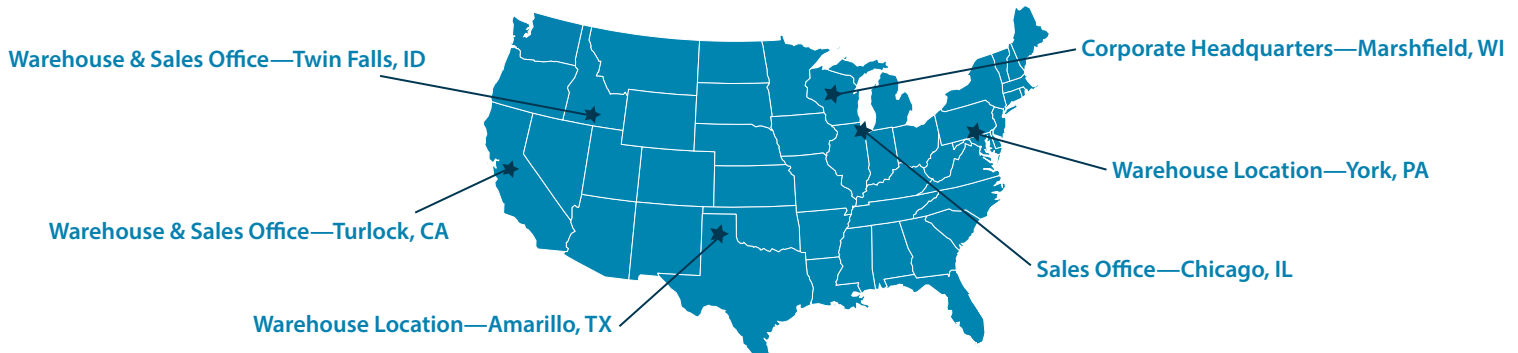 Corporate Headquarters—Marshfield, WI
Warehouse & Sales Office—Twin Falls, ID
Warehouse Location—York, PA
Warehouse & Sales Office—Turlock, CA
Sales Office—Chicago, IL
Warehouse Location—Amarillo, TX